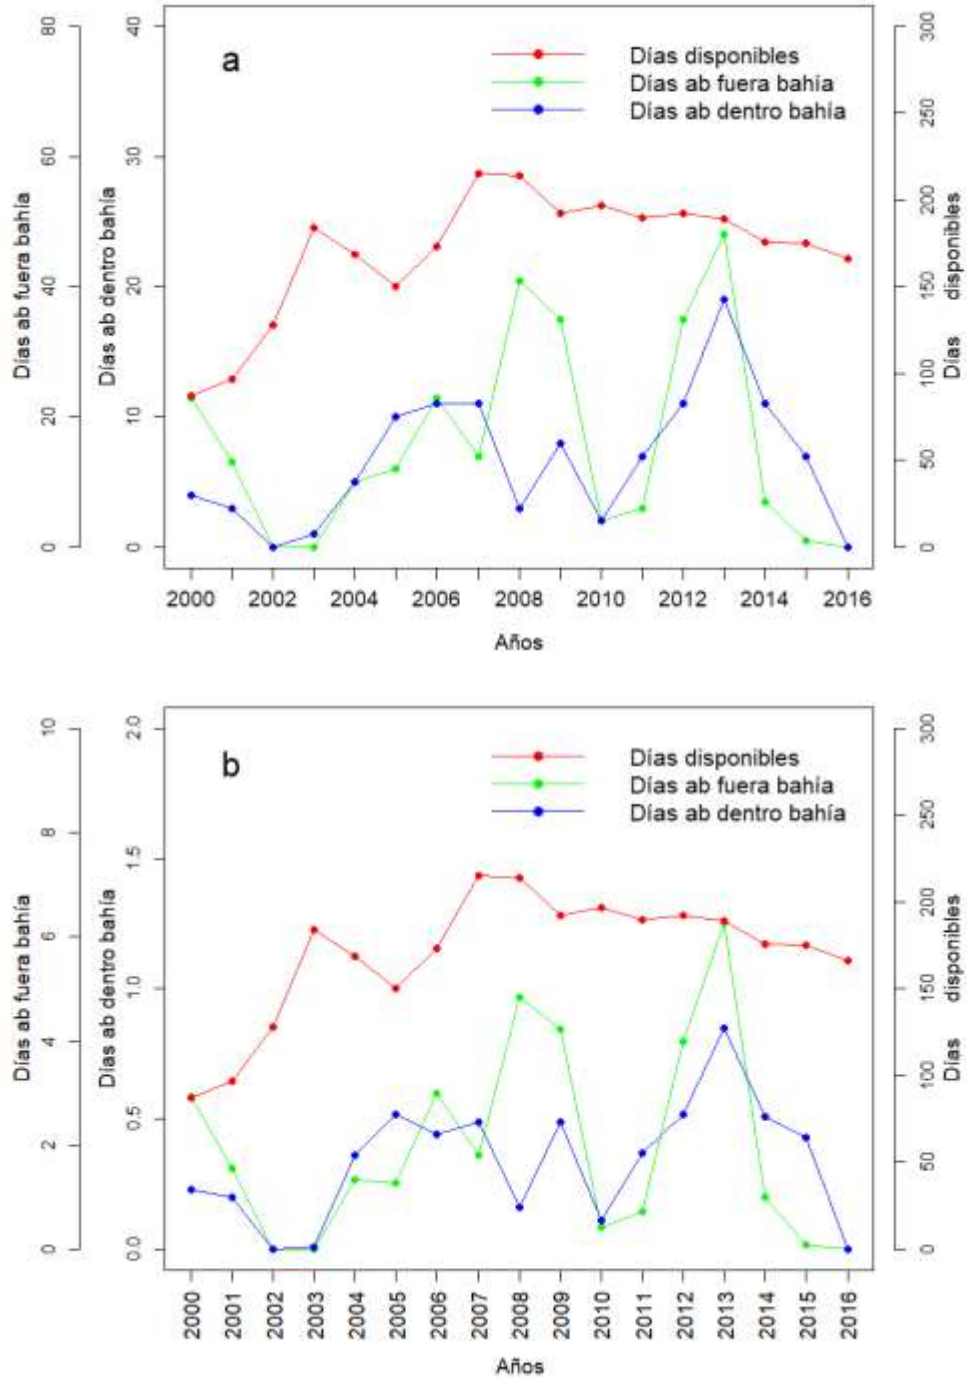 a
Días disponibles
Días ab fuera bahía
Días ab dentro bahía
Días ab fuera bahía
0 20 40 60 80
Días ab dentro bahía
0 10 20 30 40
Días disponibles
0 50 100 150 200 250 300
2000 2002 2004 2006 2008 2010 2012 2014 2016
Años
b
Días disponibles
Días ab fuera bahía
Días ab dentro bahía
Días ab fuera bahía
0 2 4 6 8 10
Días ab dentro bahía
0.0 0.5 1.0 1.5 2.0
Días disponibles
0 50 100 150 200 250 300
2000 2001 2002 2003 2004 2005 2006 2007 2008 2009 2010 2011 2012 2013 2014 2015 2016
Años